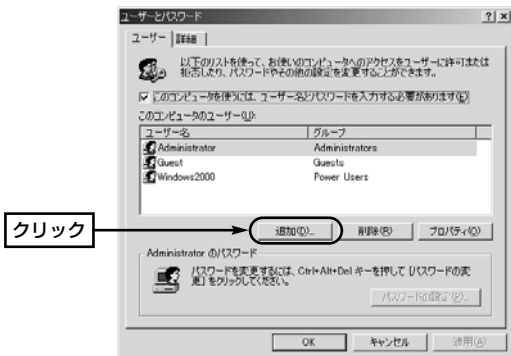 ユーザーとパスワード
ユーザー 詳細
以下のリストを使って、お使いのコンピュータへのアクセスをユーザーに許可または
拒否したり、パスワードやその他の設定を変更することができます。
このコンピュータを使うには、ユーザー名とパスワードを入力する必要があります(E)
このコンピュータのユーザー(U):
ユーザー名 グループ
Administrator Administrators
Guest Guests
Windows2000 Power Users
クリック
追加(D)... 削除(R) プロパティ(O)
Administrator のパスワード
パスワードを変更するには、Ctrl+Alt+Del キーを押して [パスワードの変
更] をクリックしてください。
パスワードの設定(P)...
OK キャンセル 適用(A)